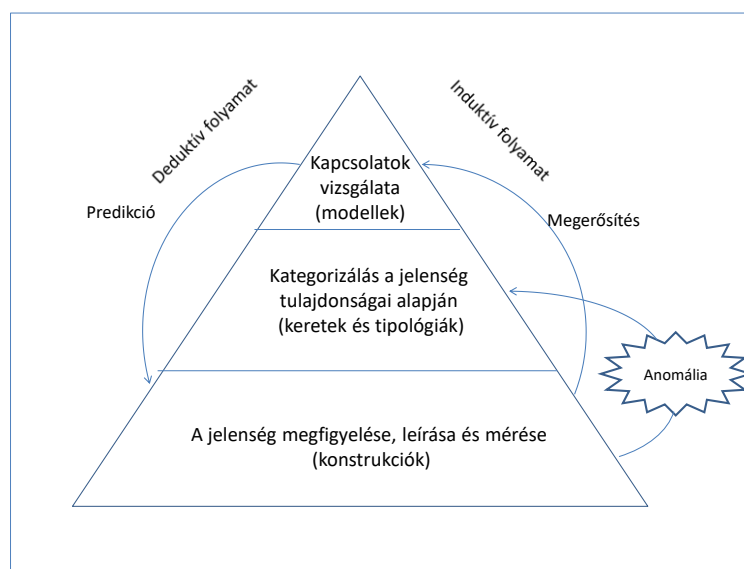 Deduktív folyamat
Induktív folyamat
Kapcsolatok
vizsgálata
(modellek)
Predikció
Megerősítés
Kategorizálás a jelenség
tulajdonságai alapján
(keretek és tipológiák)
Anomália
A jelenség megfigyelése, leírása és mérése
(konstrukciók)